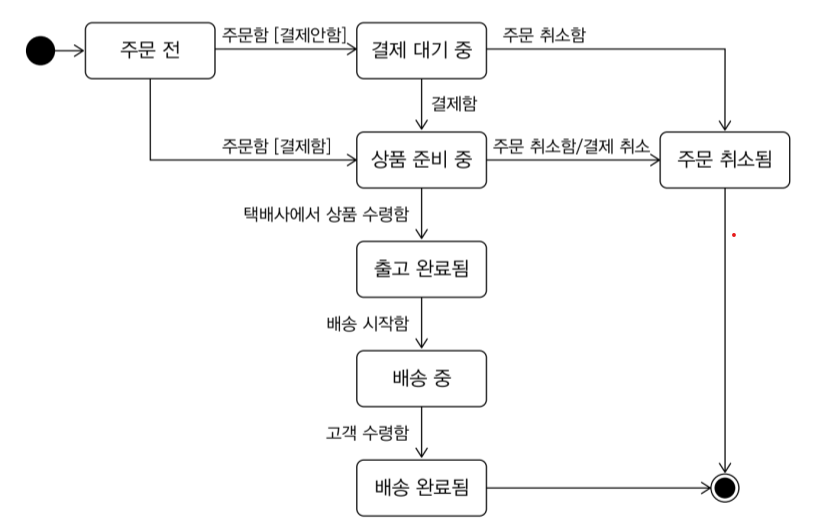 주문 전
주문함 [결제안함]
결제 대기 중
주문 취소함
결제함
주문함 [결제함]
상품 준비 중
주문 취소함/결제 취소
주문 취소됨
택배사에서 상품 수령함
출고 완료됨
배송 시작함
배송 중
고객 수령함
배송 완료됨